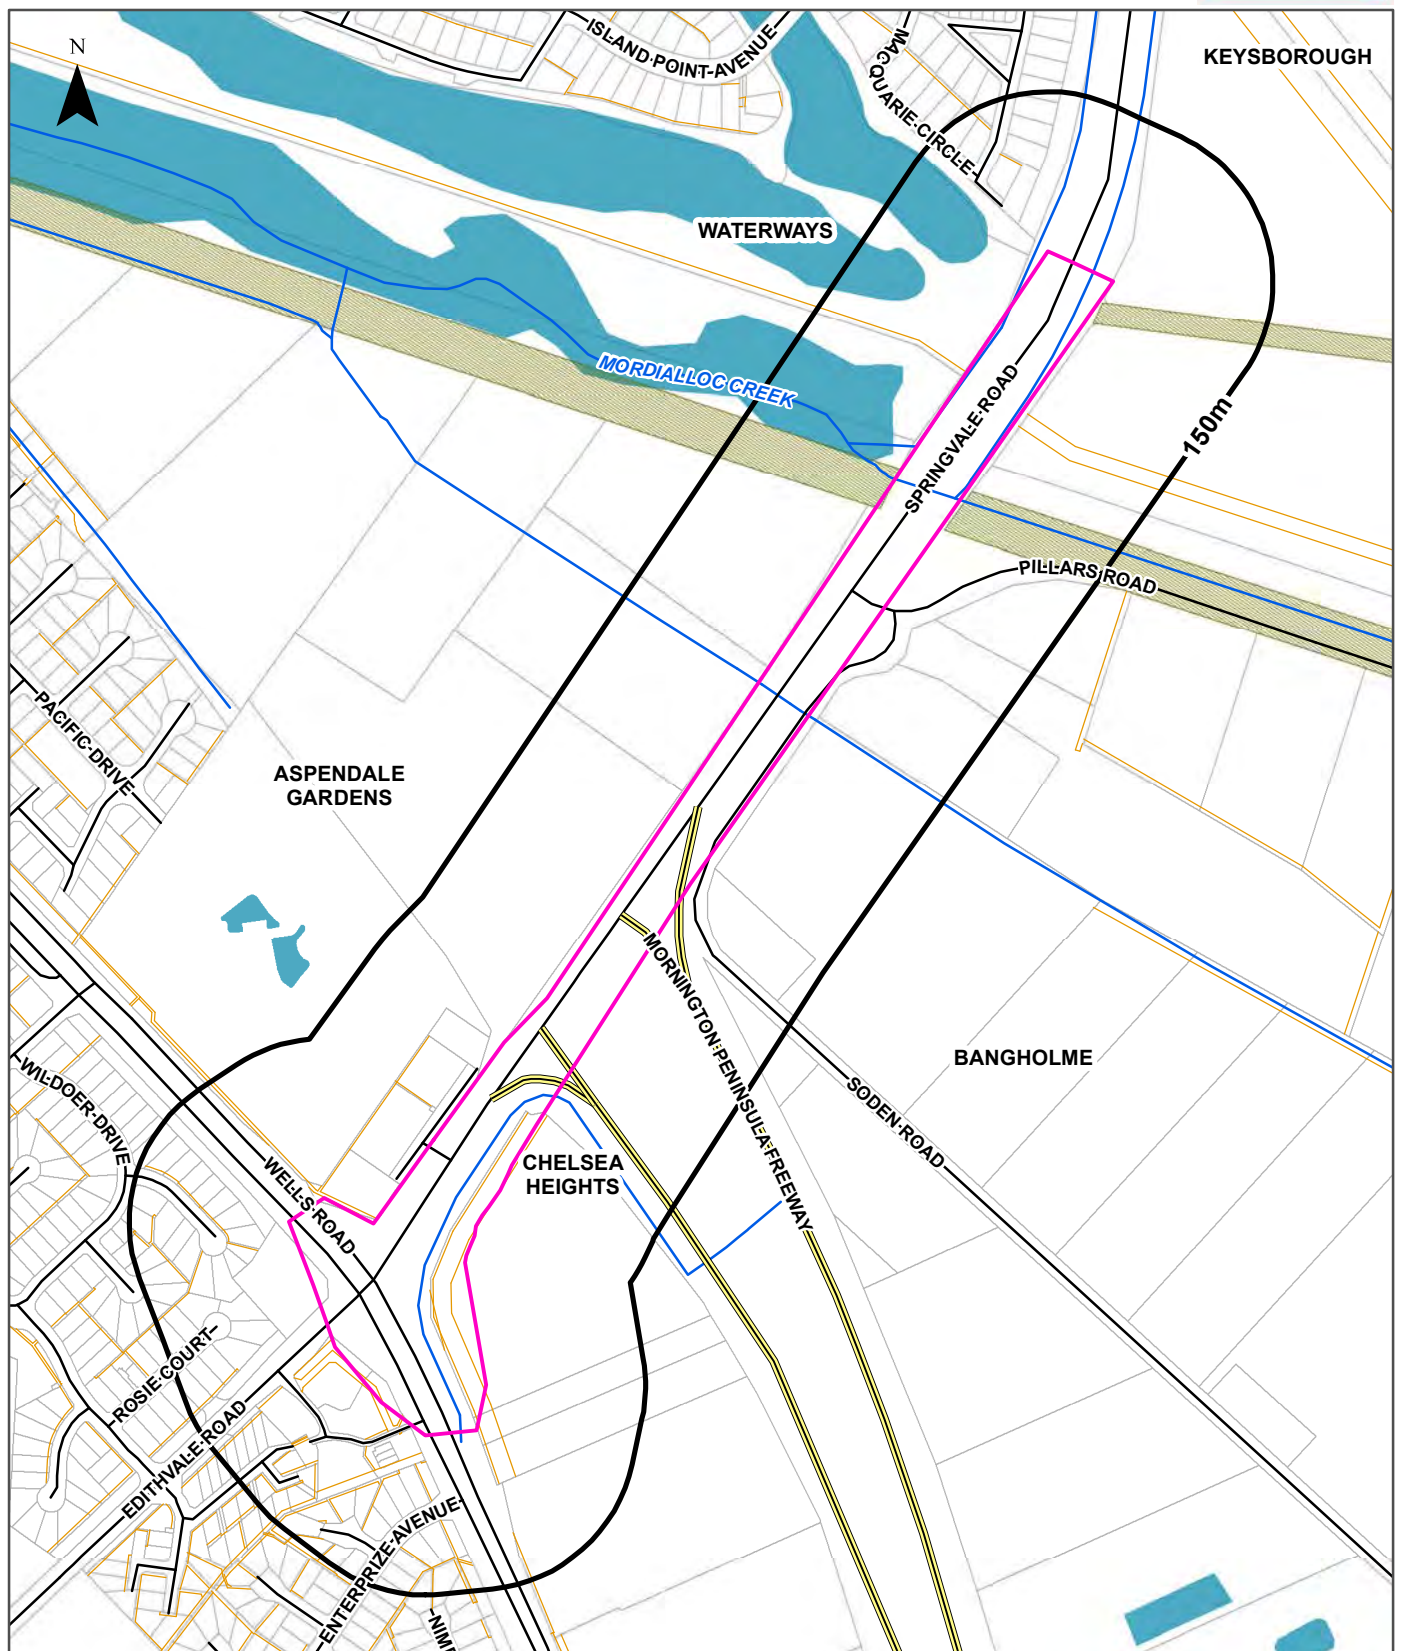 N
ISLAND POINT AVENUE
MACQUARIE CIRCLE
KEYSBOROUGH
WATERWAYS
MORDIALLOC CREEK
SPRINGVALE ROAD
150m
PILLARS ROAD
PACIFIC DRIVE
ASPENDALE
GARDENS
MORNINGTON PENINSULA FREEWAY
BANGHOLME
WILDOER DRIVE
SODEN ROAD
CHELSEA
HEIGHTS
WELLS ROAD
ROSIE COURT
EDITHVALE ROAD
ENTERPRIZE AVENUE
NIM